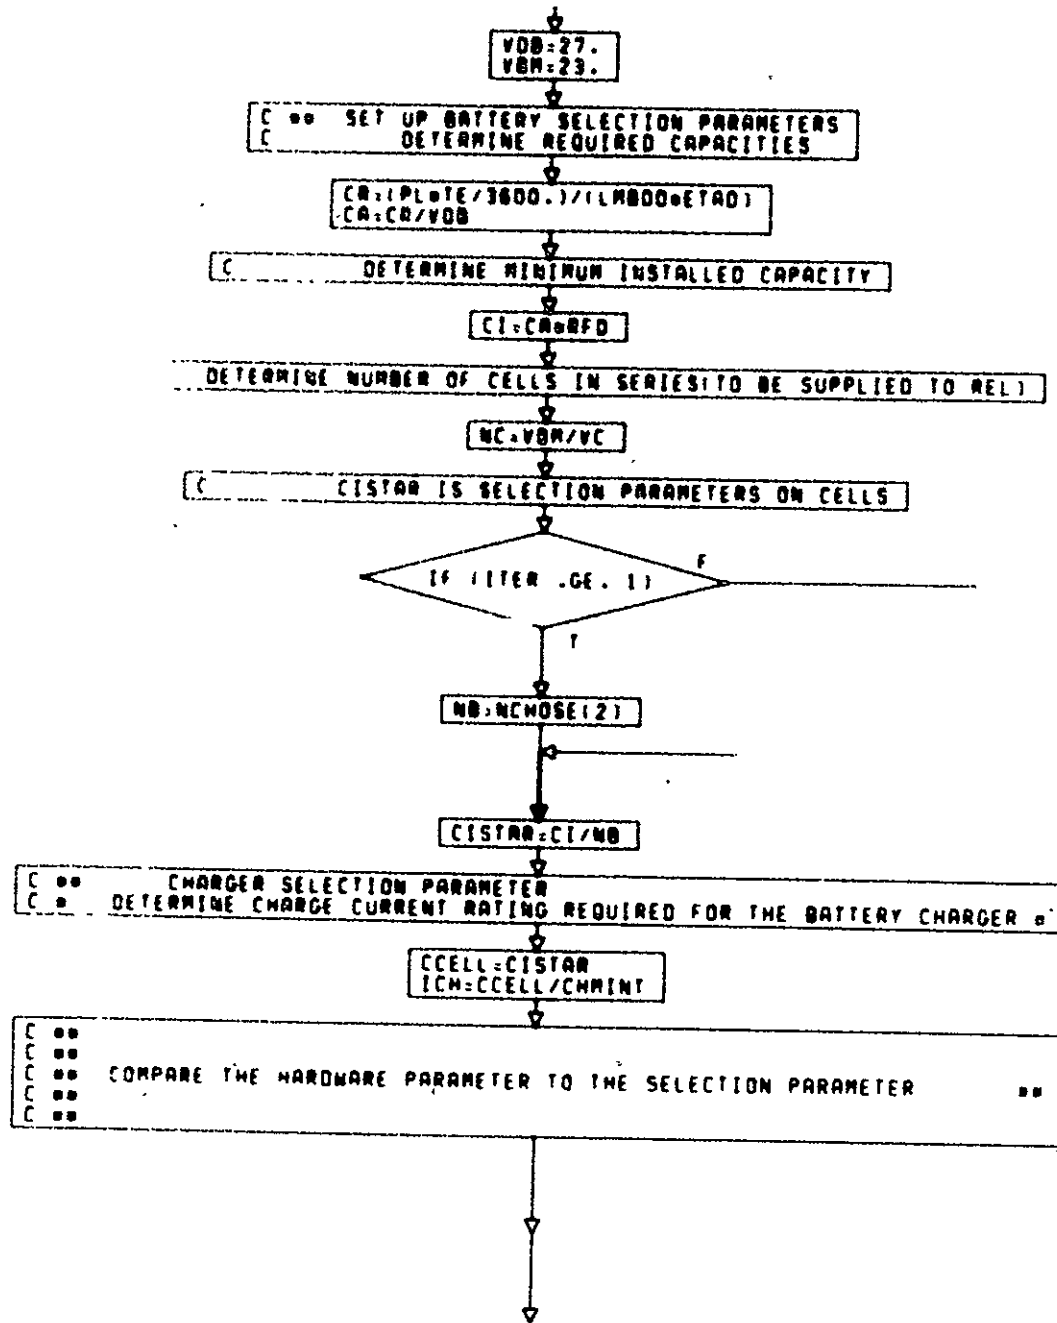 VDB=27.
VBM=23.
C ** SET UP BATTERY SELECTION PARAMETERS
C DETERMINE REQUIRED CAPACITIES
CR=(PL*TE/3600.)/(LMBDD*ETAD)
CA=CR/VDB
C DETERMINE MINIMUM INSTALLED CAPACITY
CI=CA*RFD
DETERMINE NUMBER OF CELLS IN SERIES(TO BE SUPPLIED TO REL)
NC=VBM/VC
C CISTAR IS SELECTION PARAMETERS ON CELLS
IF (ITER .GE. 1)
F
T
NB=NCHOSE(2)
CISTAR=CI/NB
C ** CHARGER SELECTION PARAMETER
C * DETERMINE CHARGE CURRENT RATING REQUIRED FOR THE BATTERY CHARGER *
CCELL=CISTAR
ICH=CCELL/CHMINT
C **
C **
C ** COMPARE THE HARDWARE PARAMETER TO THE SELECTION PARAMETER **
C **
C **